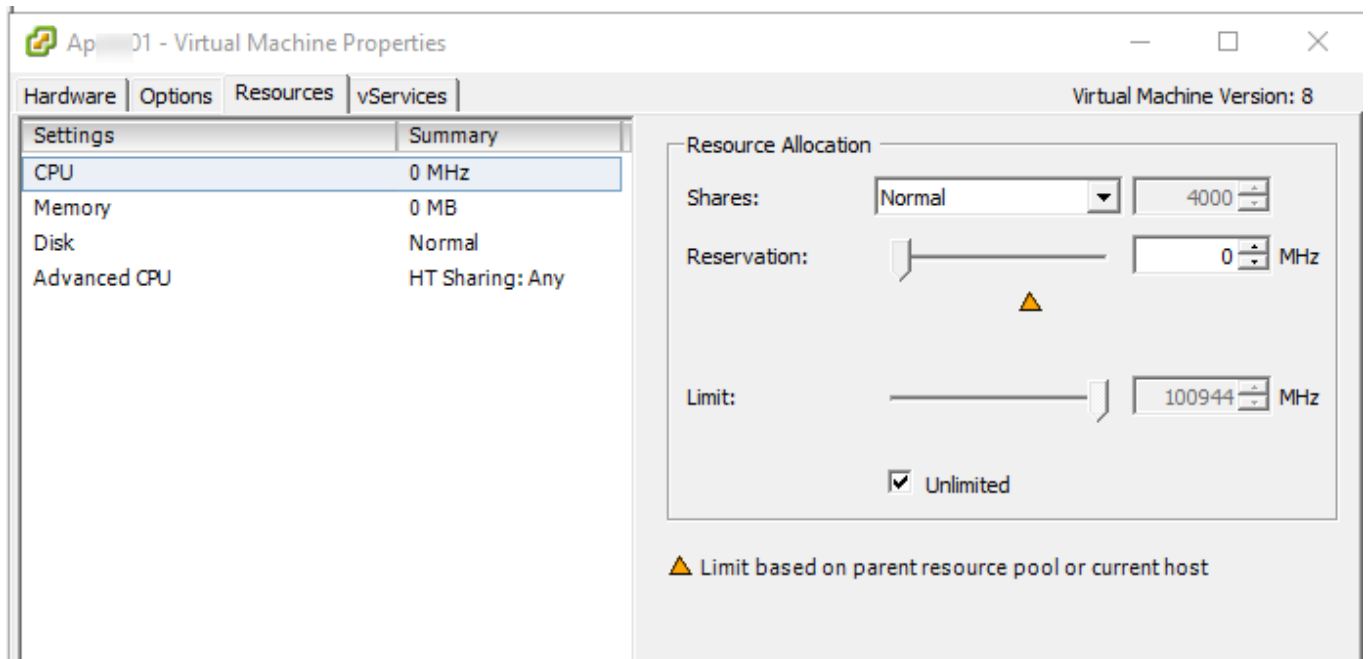 Ap 01 - Virtual Machine Properties
Hardware Options Resources vServices Virtual Machine Version: 8
Settings Summary
CPU 0 MHz
Memory 0 MB
Disk Normal
Advanced CPU HT Sharing: Any
Resource Allocation
Shares: Normal 4000
Reservation: 0 MHz
Limit: 100944 MHz
Unlimited
Limit based on parent resource pool or current host